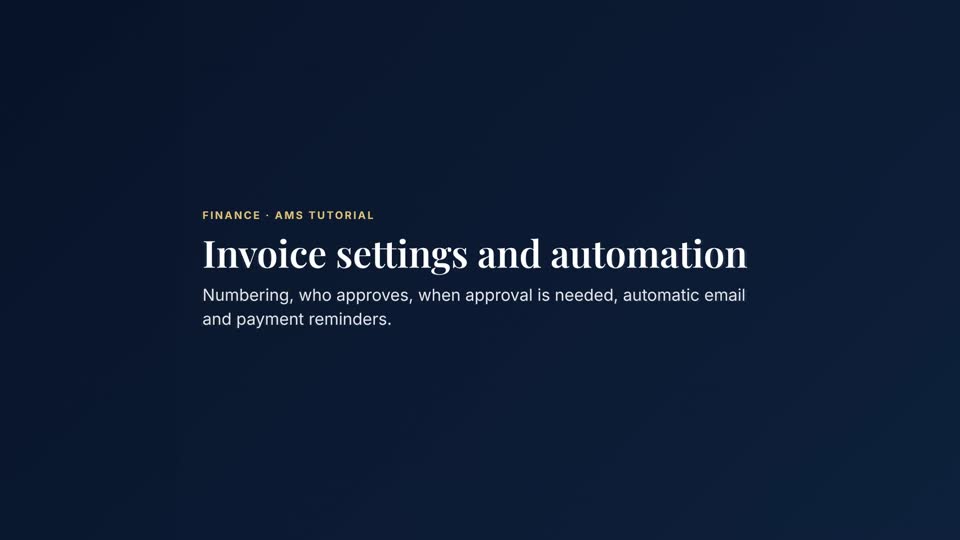 FINANCE · AMS TUTORIAL
Invoice settings and automation
Numbering, who approves, when approval is needed, automatic email
and payment reminders.